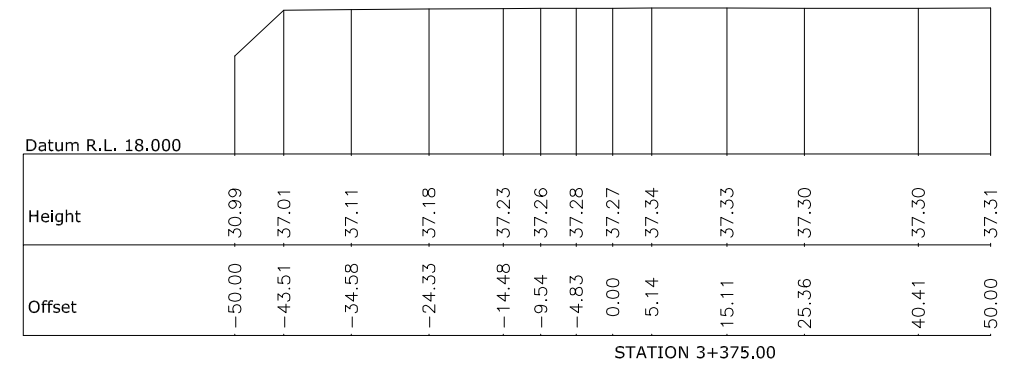 Datum R.L. 18.000
Height 30.99 37.01 37.11 37.18 37.23 37.26 37.28 37.27 37.34 37.33 37.30 37.30 37.31
Offset -50.00 -43.51 -34.58 -24.33 -14.48 -9.54 -4.83 0.00 5.14 15.11 25.36 40.41 50.00
STATION 3+375.00